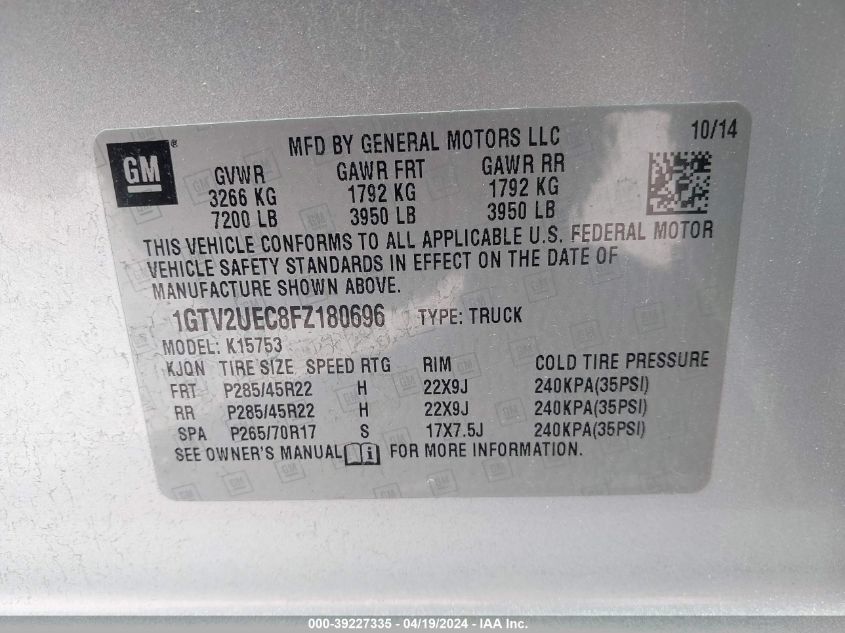 GM®
MFD BY GENERAL MOTORS LLC 10/14
GVWR GAWR FRT GAWR RR
3266 KG 1792 KG 1792 KG
7200 LB 3950 LB 3950 LB
THIS VEHICLE CONFORMS TO ALL APPLICABLE U.S. FEDERAL MOTOR
VEHICLE SAFETY STANDARDS IN EFFECT ON THE DATE OF
MANUFACTURE SHOWN ABOVE.
1GTV2UEC8FZ180696 TYPE: TRUCK
MODEL: K15753
KJQN TIRE SIZE SPEED RTG RIM COLD TIRE PRESSURE
FRT P285/45R22 H 22X9J 240KPA(35PSI)
RR P285/45R22 H 22X9J 240KPA(35PSI)
SPA P265/70R17 S 17X7.5J 240KPA(35PSI)
SEE OWNER'S MANUAL i FOR MORE INFORMATION.
000-39227335 - 04/19/2024 - IAA Inc.